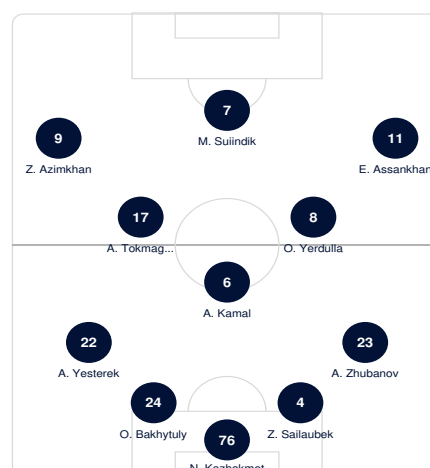 7
M. Suiindik
9
Z. Azimkhan
11
E. Assankhan
17
A. Tokmag...
8
O. Yerdulla
6
A. Kamal
22
A. Yesterek
23
A. Zhubanov
24
O. Bakhytuly
4
Z. Sailaubek
76
N. Kazhakmet